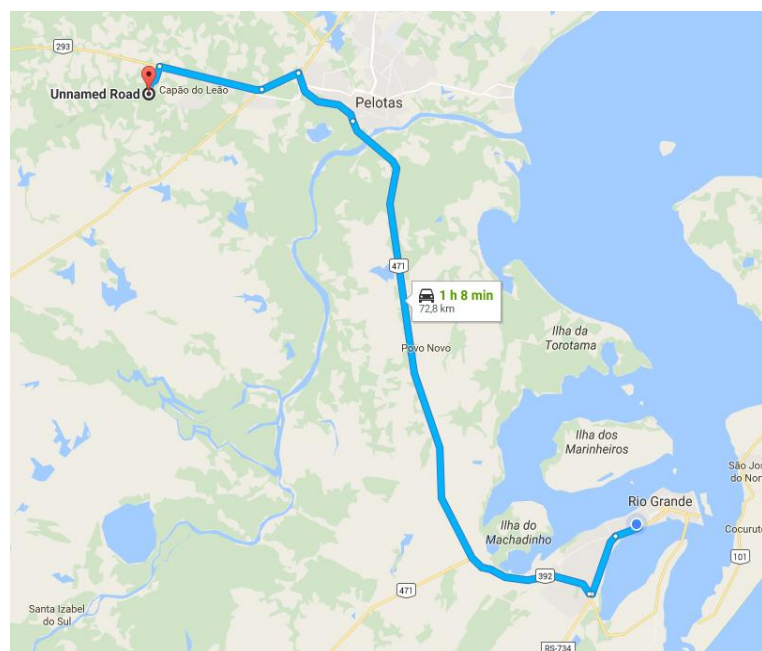 293
Unnamed Road
Capão do Leão
Pelotas
471
1 h 8 min
72,8 km
Ilha da
Torotama
Povo Novo
Ilha dos
Marinheiros
São Jo
do Nor
Rio Grande
Ilha do
Machadinho
Cocuruto
101
392
471
Santa Izabel
do Sul
RS-734